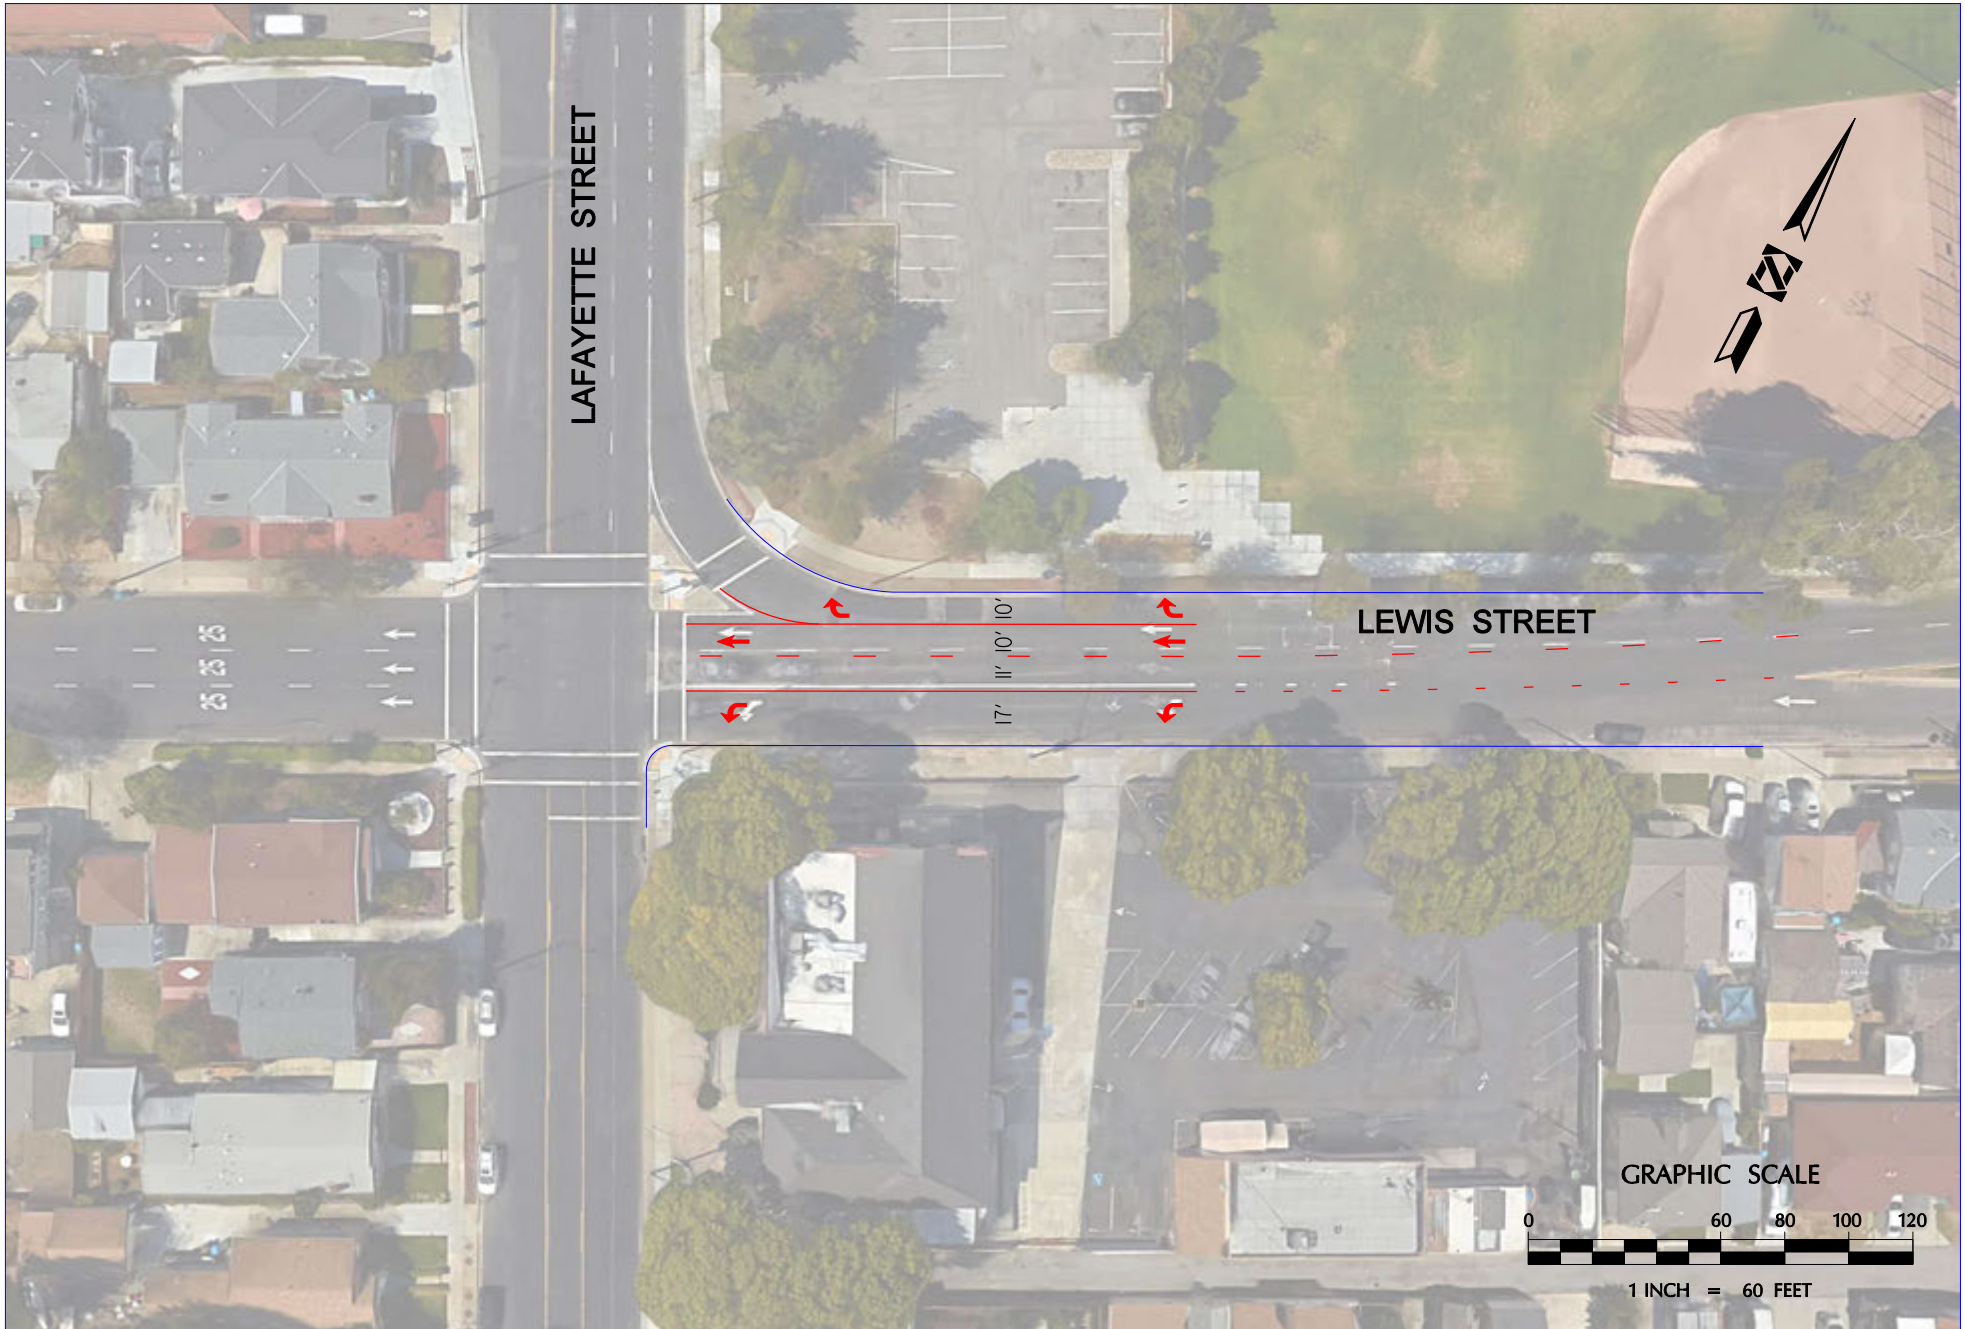 LAFAYETTE STREET
LEWIS STREET
10'
10'
11'
17'
25
25
25
GRAPHIC SCALE
0 60 80 100 120
1 INCH = 60 FEET